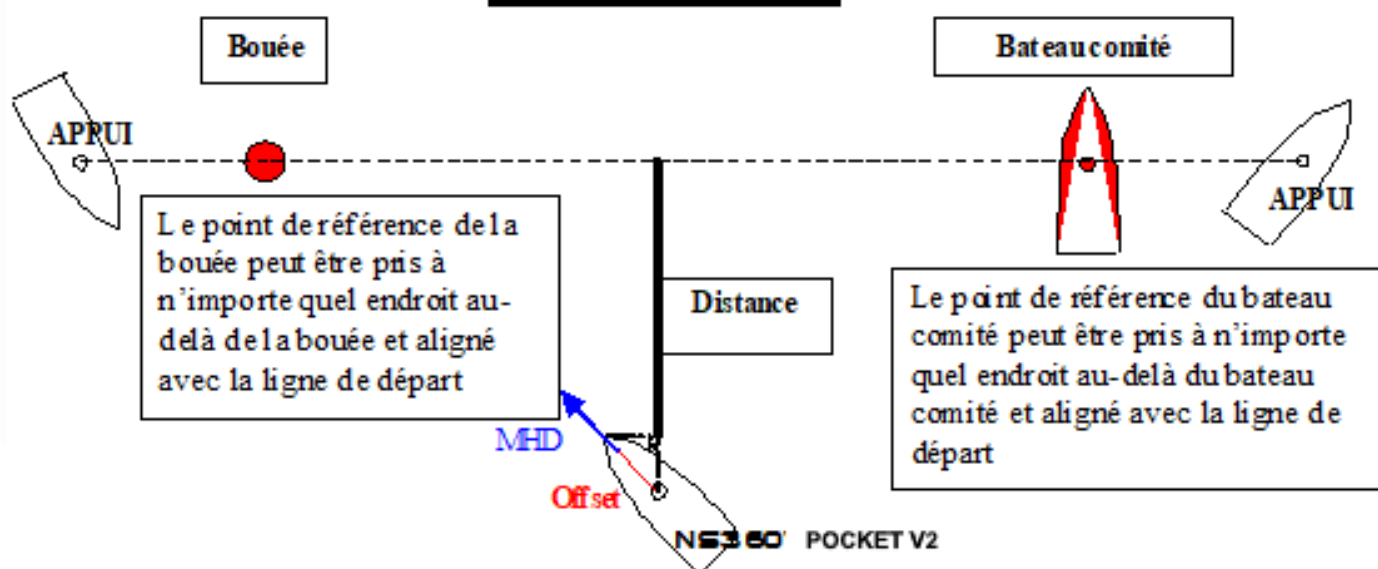 Bouée
Bateau comité
APPUI
APPUI
Le point de référence de la
bouée peut être pris à
n'importe quel endroit au-
delà de la bouée et aligné
avec la ligne de départ
Distance
Le point de référence du bateau
comité peut être pris à n'importe
quel endroit au-delà du bateau
comité et aligné avec la ligne de
départ
MHD
Offset
NS360' POCKET V2